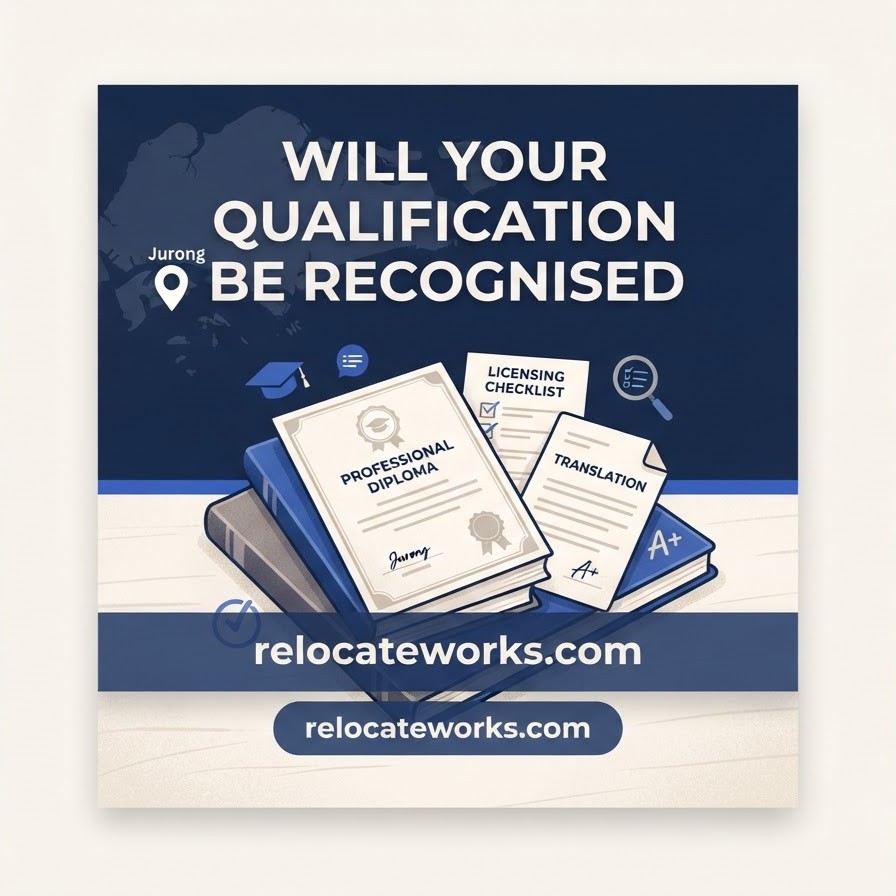 WILL YOUR
QUALIFICATION
BE RECOGNISED
Jurong
LICENSING
CHECKLIST
PROFESSIONAL
DIPLOMA
TRANSLATION
Jurong
A+
A+
relocateworks.com
relocateworks.com